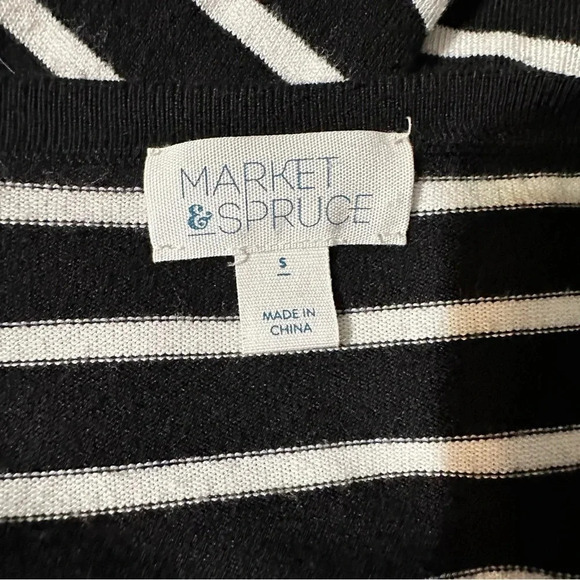 MARKET
& SPRUCE
S
MADE IN
CHINA